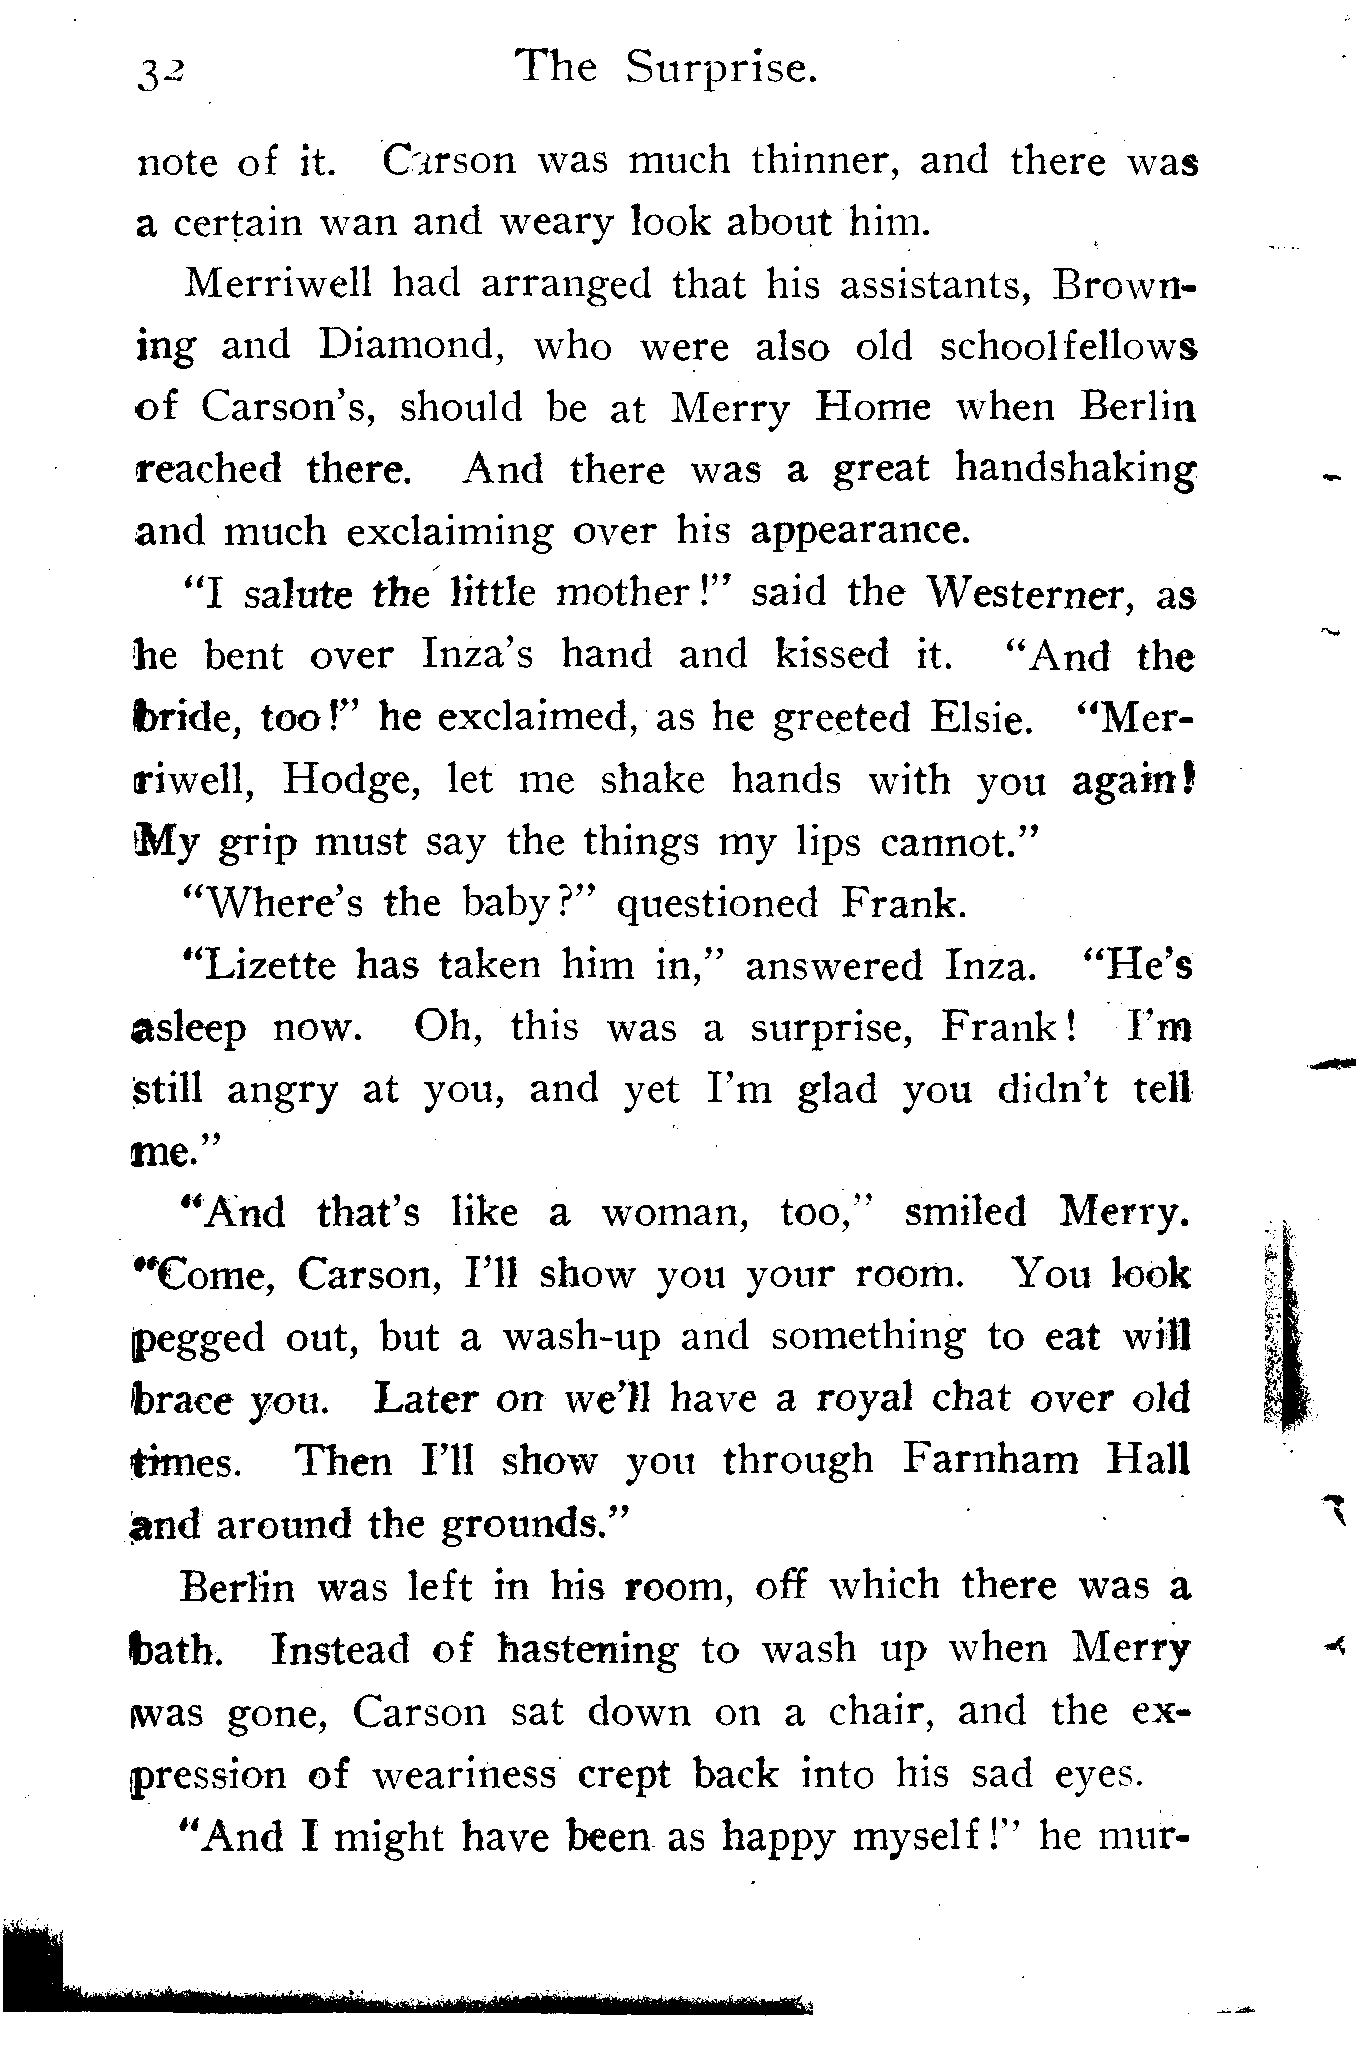 32 The Surprise.
note of it. Carson was much thinner, and there was
a certain wan and weary look about him.
Merriwell had arranged that his assistants, Brown-
ing and Diamond, who were also old schoolfellows
of Carson's, should be at Merry Home when Berlin
reached there. And there was a great handshaking
and much exclaiming over his appearance.
"I salute the little mother!" said the Westerner, as
he bent over Inza's hand and kissed it. "And the
bride, too!" he exclaimed, as he greeted Elsie. "Mer-
riwell, Hodge, let me shake hands with you again!
My grip must say the things my lips cannot."
"Where's the baby?" questioned Frank.
"Lizette has taken him in," answered Inza. "He's
asleep now. Oh, this was a surprise, Frank! I'm
still angry at you, and yet I'm glad you didn't tell
me."
"And that's like a woman, too," smiled Merry.
"Come, Carson, I'll show you your room. You look
pegged out, but a wash-up and something to eat will
brace you. Later on we'll have a royal chat over old
times. Then I'll show you through Farnham Hall
and around the grounds."
Berlin was left in his room, off which there was a
bath. Instead of hastening to wash up when Merry
was gone, Carson sat down on a chair, and the ex-
pression of weariness crept back into his sad eyes.
"And I might have been as happy myself!" he mur-